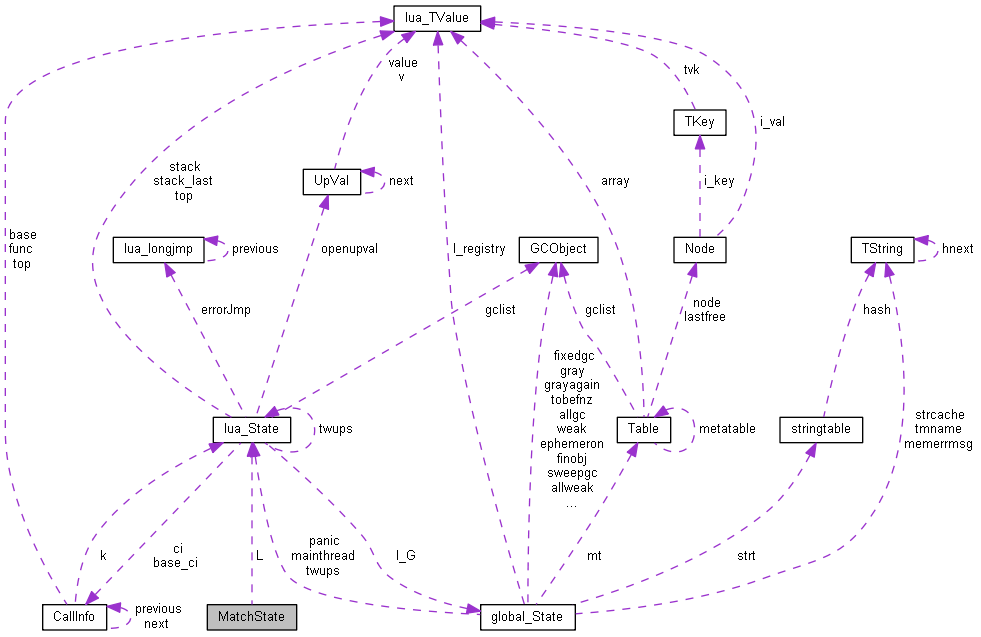 lua_TValue
value
v
tvk
TKey
i_val
stack
stack_last
top
UpVal
next
array
i_key
base
func
top
lua_longjmp
previous
openupval
l_registry
GCObject
Node
TString
hnext
errorJmp
gclist
gclist
node
lastfree
hash
fixedgc
gray
grayagain
tobefnz
allgc
weak
ephemeron
finobj
sweepgc
allweak
...
lua_State
twups
Table
metatable
stringtable
strcache
tmname
memerrmsg
k
ci
base_ci
L
panic
mainthread
twups
l_G
mt
strt
CallInfo
previous
next
MatchState
global_State